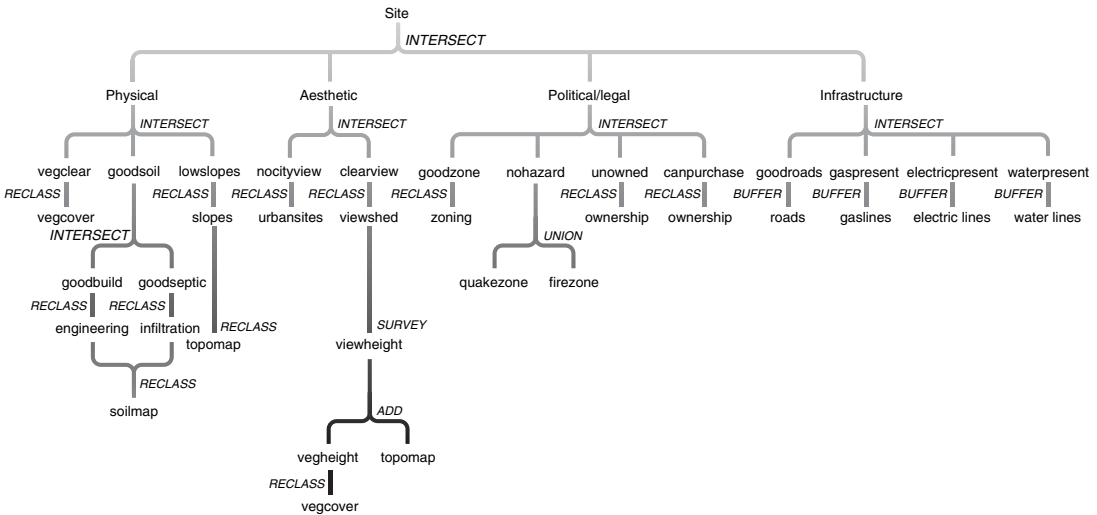 Site
INTERSECT
Physical Aesthetic Political/legal Infrastructure
INTERSECT INTERSECT INTERSECT INTERSECT
vegclear goodsoil lowslopes nocityview clearview goodzone nohazard unowned canpurchase goodroads gaspresent electricpresent waterpresent
RECLASS RECLASS RECLASS RECLASS RECLASS RECLASS RECLASS BUFFER BUFFER BUFFER BUFFER
vegcover slopes urbansites viewshed zoning ownership ownership roads gaslines electric lines water lines
INTERSECT UNION
goodbuild goodseptic quakezone firezone
RECLASS RECLASS
engineering infiltration RECLASS SURVEY
topomap viewheight
RECLASS
soilmap ADD
vegheight topomap
RECLASS
vegcover